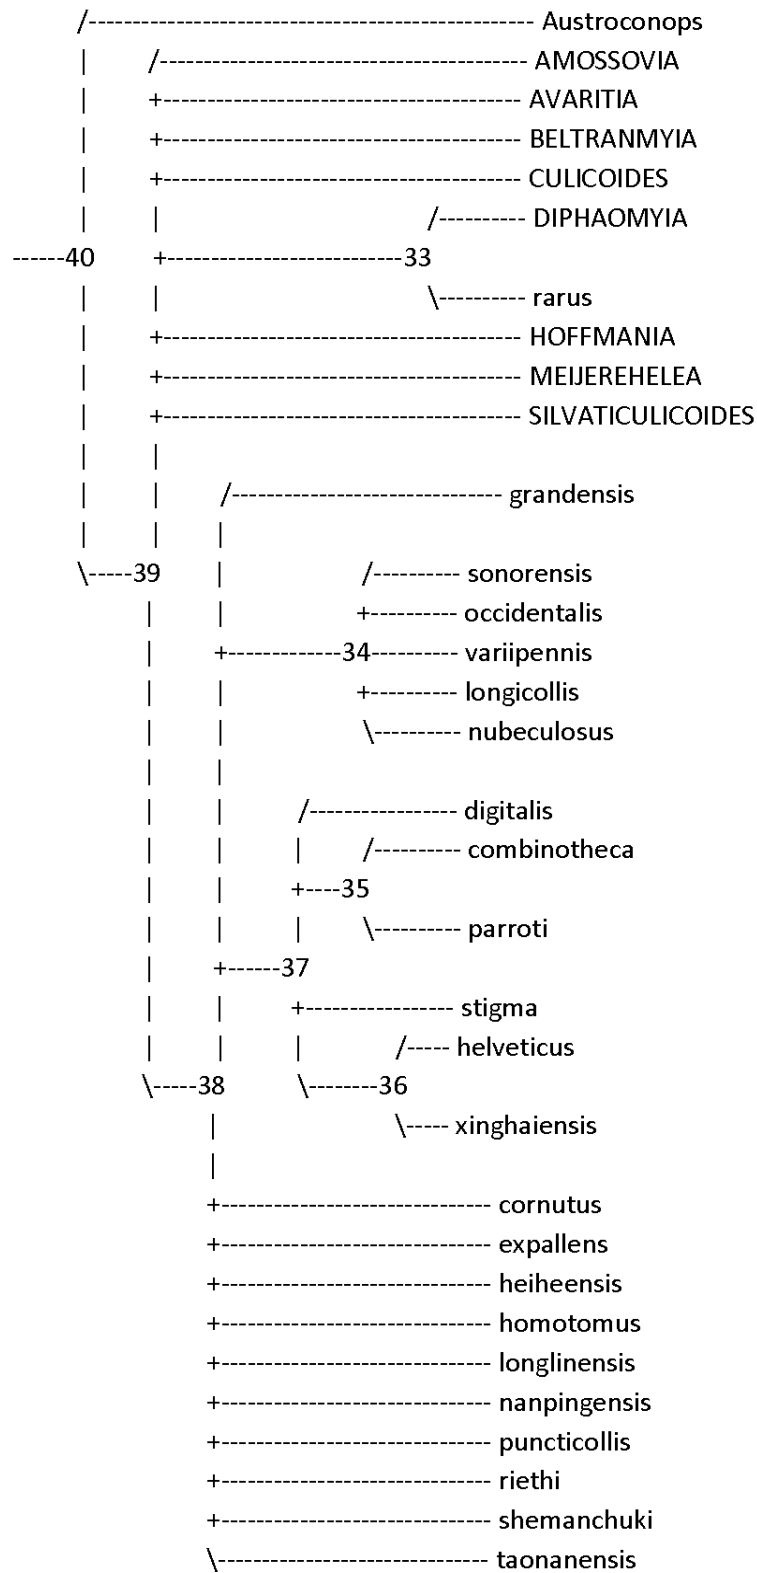 /------------------------------------------- Austroconops
| /----------------------------------- AMOSSOVIA
| +----------------------------------- AVARITIA
| +----------------------------------- BELTRANMYIA
| +----------------------------------- CULICOIDES
| | /--------- DIPHAOMYIA
------40 +-----------------------33
| | \--------- rarus
| +----------------------------------- HOFFMANIA
| +----------------------------------- MEIJEREHELEA
| +----------------------------------- SILVATICULICOIDES
| |
| | /--------------------------- grandensis
| | |
\-----39 | /--------- sonorensis
| | +--------- occidentalis
| +------------34--------- variipennis
| | +--------- longicollis
| | \--------- nubeculosus
| |
| | /--------------- digitalis
| | | /--------- combinotheca
| | +----35
| | | \--------- parroti
| +------37
| | +--------------- stigma
| | | /----- helveticus
\-----38 \--------36
| \----- xinghaiensis
|
+--------------------------- cornutus
+--------------------------- expallens
+--------------------------- heiheensis
+--------------------------- homotomus
+--------------------------- longlinensis
+--------------------------- nanpingensis
+--------------------------- puncticollis
+--------------------------- riethi
+--------------------------- shemanchuki
\--------------------------- taonanensis